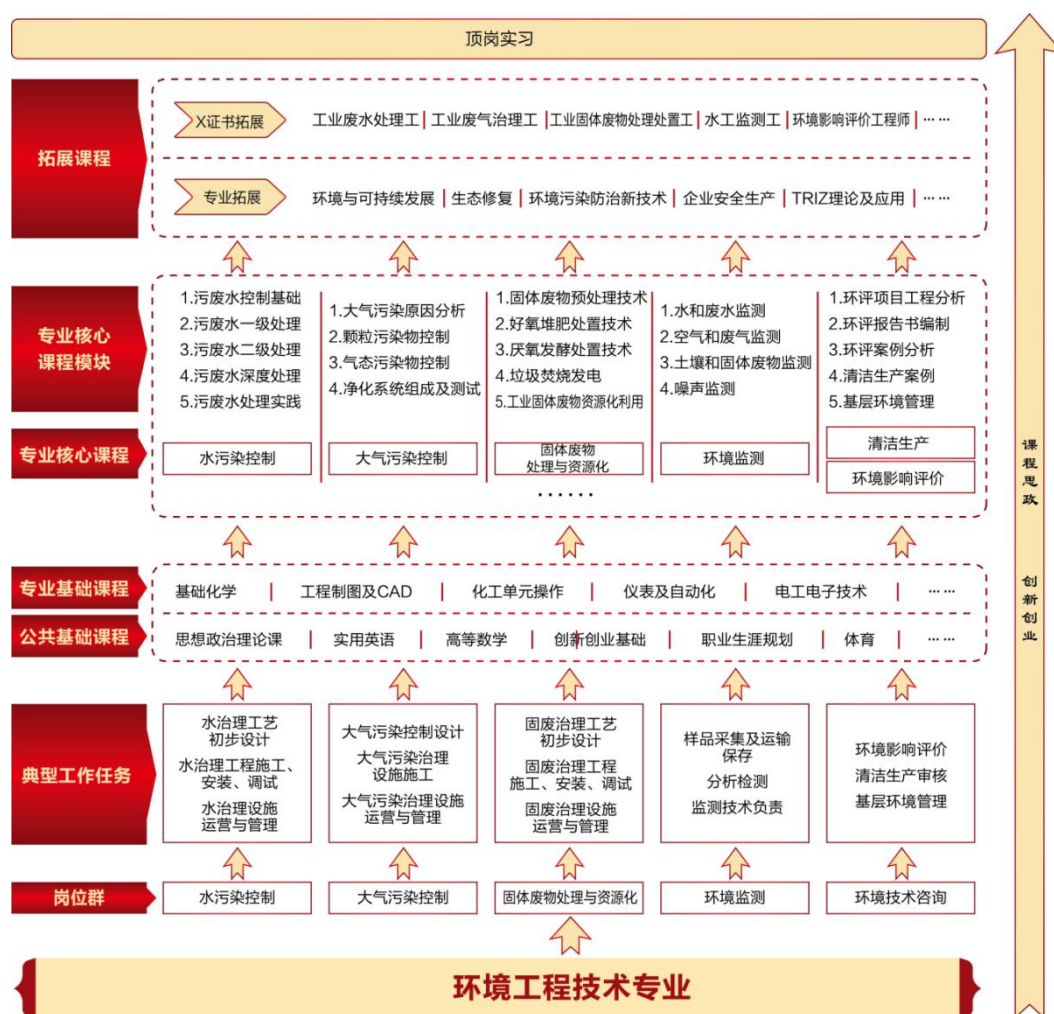 顶岗实习
拓展课程
X证书拓展
工业废水处理工 | 工业废气治理工 | 工业固体废物处理处置工 | 水工监测工 | 环境影响评价工程师 | … …
专业拓展
环境与可持续发展 | 生态修复 | 环境污染防治新技术 | 企业安全生产 | TRIZ理论及应用 | … …
专业核心
课程模块
1.污废水控制基础
2.污废水一级处理
3.污废水二级处理
4.污废水深度处理
5.污废水处理实践
1.大气污染原因分析
2.颗粒污染物控制
3.气态污染物控制
4.净化系统组成及测试
1.固体废物预处理技术
2.好氧堆肥处置技术
3.厌氧发酵处置技术
4.垃圾焚烧发电
5.工业固体废物资源化利用
1.水和废水监测
2.空气和废气监测
3.土壤和固体废物监测
4.噪声监测
1.环评项目工程分析
2.环评报告书编制
3.环评案例分析
4.清洁生产案例
5.基层环境管理
专业核心课程
水污染控制
大气污染控制
固体废物
处理与资源化
环境监测
清洁生产
环境影响评价
······
专业基础课程
基础化学 | 工程制图及CAD | 化工单元操作 | 仪表及自动化 | 电工电子技术 | … …
公共基础课程
思想政治理论课 | 实用英语 | 高等数学 | 创新创业基础 | 职业生涯规划 | 体育 | … …
典型工作任务
水治理工艺
初步设计
水治理工程施工、
安装、调试
水治理设施
运营与管理
大气污染控制设计
大气污染治理
设施施工
大气污染治理设施
运营与管理
固废治理工艺
初步设计
固废治理工程
施工、安装、调试
固废治理设施
运营与管理
样品采集及运输
保存
分析检测
监测技术负责
环境影响评价
清洁生产审核
基层环境管理
岗位群
水污染控制
大气污染控制
固体废物处理与资源化
环境监测
环境技术咨询
环境工程技术专业
课程思政
创新创业